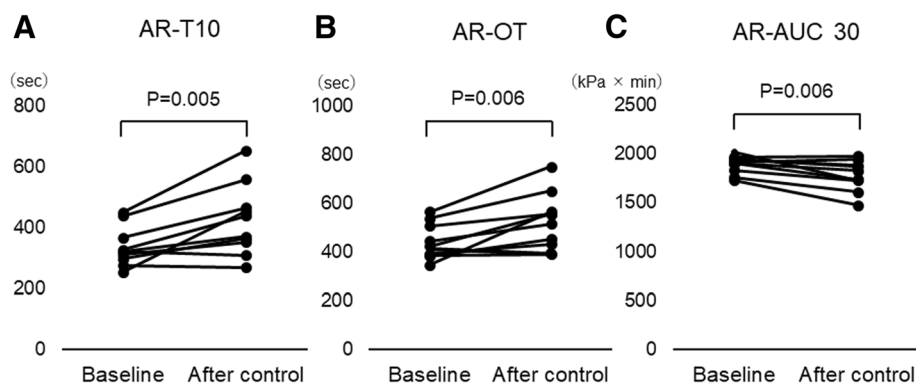 A
AR-T10
(sec)
P=0.005
800
600
400
200
0
Baseline
After control
B
AR-OT
(sec)
P=0.006
1000
800
600
400
200
0
Baseline
After control
C
AR-AUC 30
(kPa × min)
P=0.006
2500
2000
1500
1000
500
0
Baseline
After control